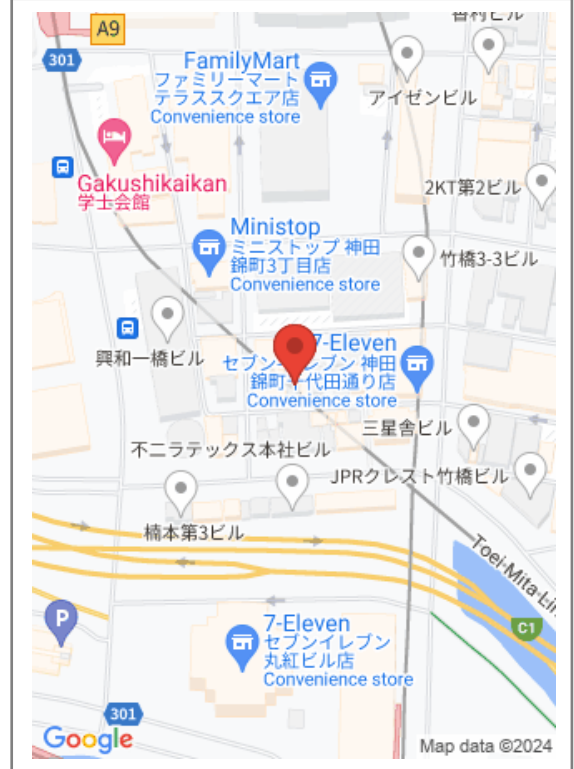 A9
301
FamilyMart
ファミリーマート
テラススクエア店
Convenience store
アイゼンビル
Gakushikaikan
学士会館
2KT第2ビル
Ministop
ミニストップ 神田
錦町3丁目店
Convenience store
竹橋3-3ビル
興和一橋ビル
7-Eleven
セブン-イレブン 神田
錦町千代田通り店
Convenience store
三星舎ビル
不二ラテックス本社ビル
JPRクレスト竹橋ビル
楠本第3ビル
Toei-Mita-Lin
C1
P
7-Eleven
セブンイレブン
丸紅ビル店
Convenience store
301
Google
Map data ©2024